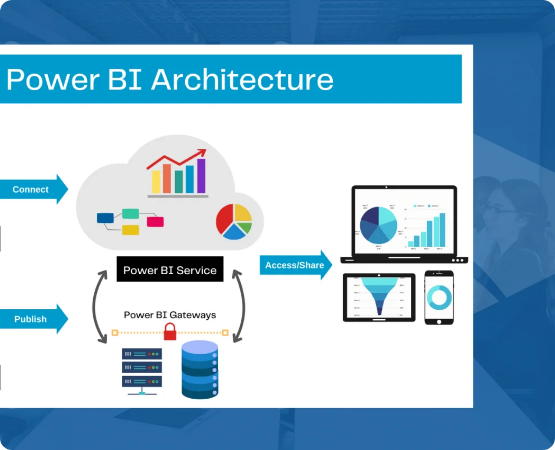 Power BI Architecture
Connect
Power BI Service
Access/Share
Publish
Power BI Gateways